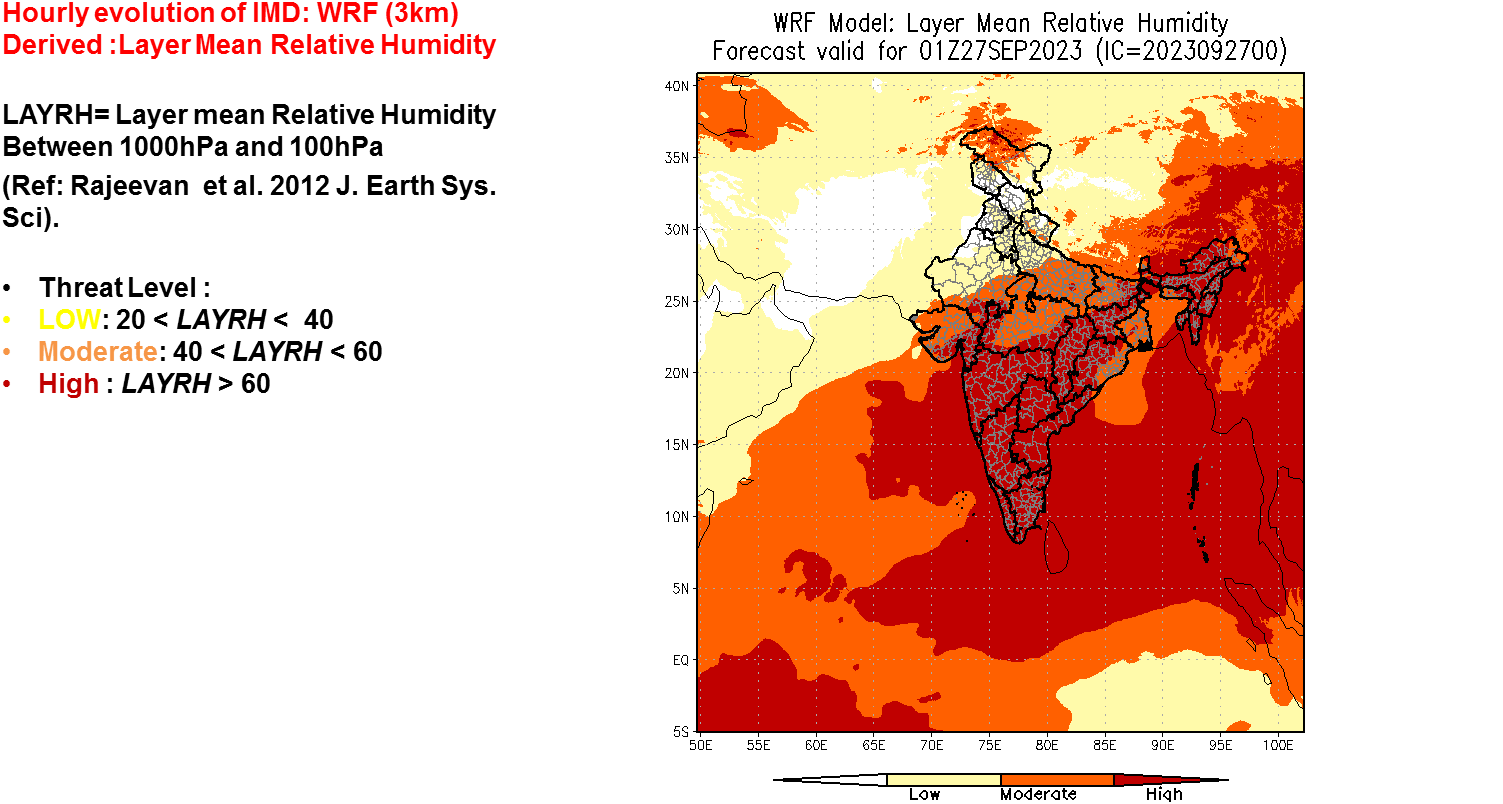 Hourly evolution of IMD: WRF (3km)
Derived :Layer Mean Relative Humidity
LAYRH= Layer mean Relative Humidity
Between 1000hPa and 100hPa
(Ref: Rajeevan et al. 2012 J. Earth Sys.
Sci).
• Threat Level :
• LOW: 20 < LAYRH < 40
• Moderate: 40 < LAYRH < 60
• High : LAYRH > 60
WRF Model: Layer Mean Relative Humidity
Forecast valid for 01Z27SEP2023 (IC=2023092700)
40N
35N
30N
25N
20N
15N
10N
5N
EQ
5S
50E 55E 60E 65E 70E 75E 80E 85E 90E 95E 100E
Low Moderate High